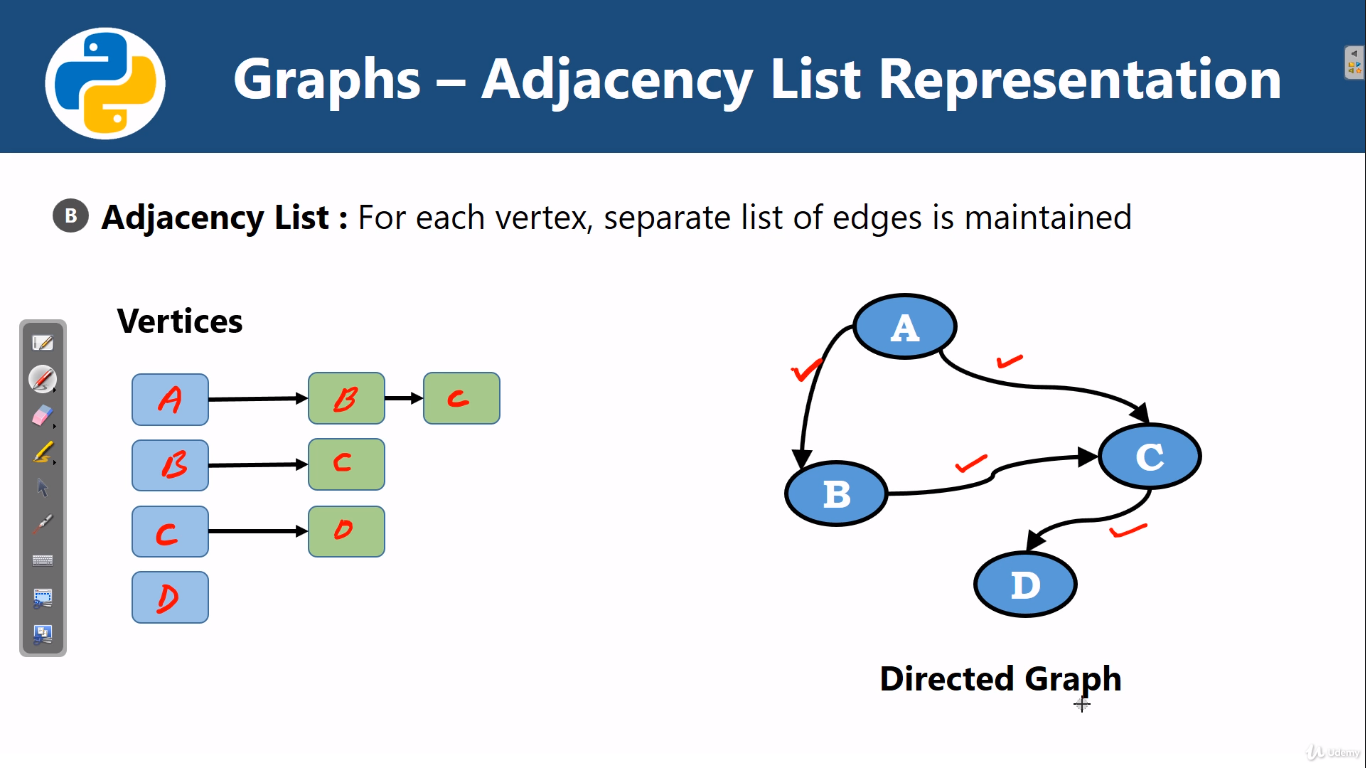 Graphs – Adjacency List Representation
B Adjacency List : For each vertex, separate list of edges is maintained
Vertices
A B C
B C
C D
D
A
C
B
D
Directed Graph
Udemy